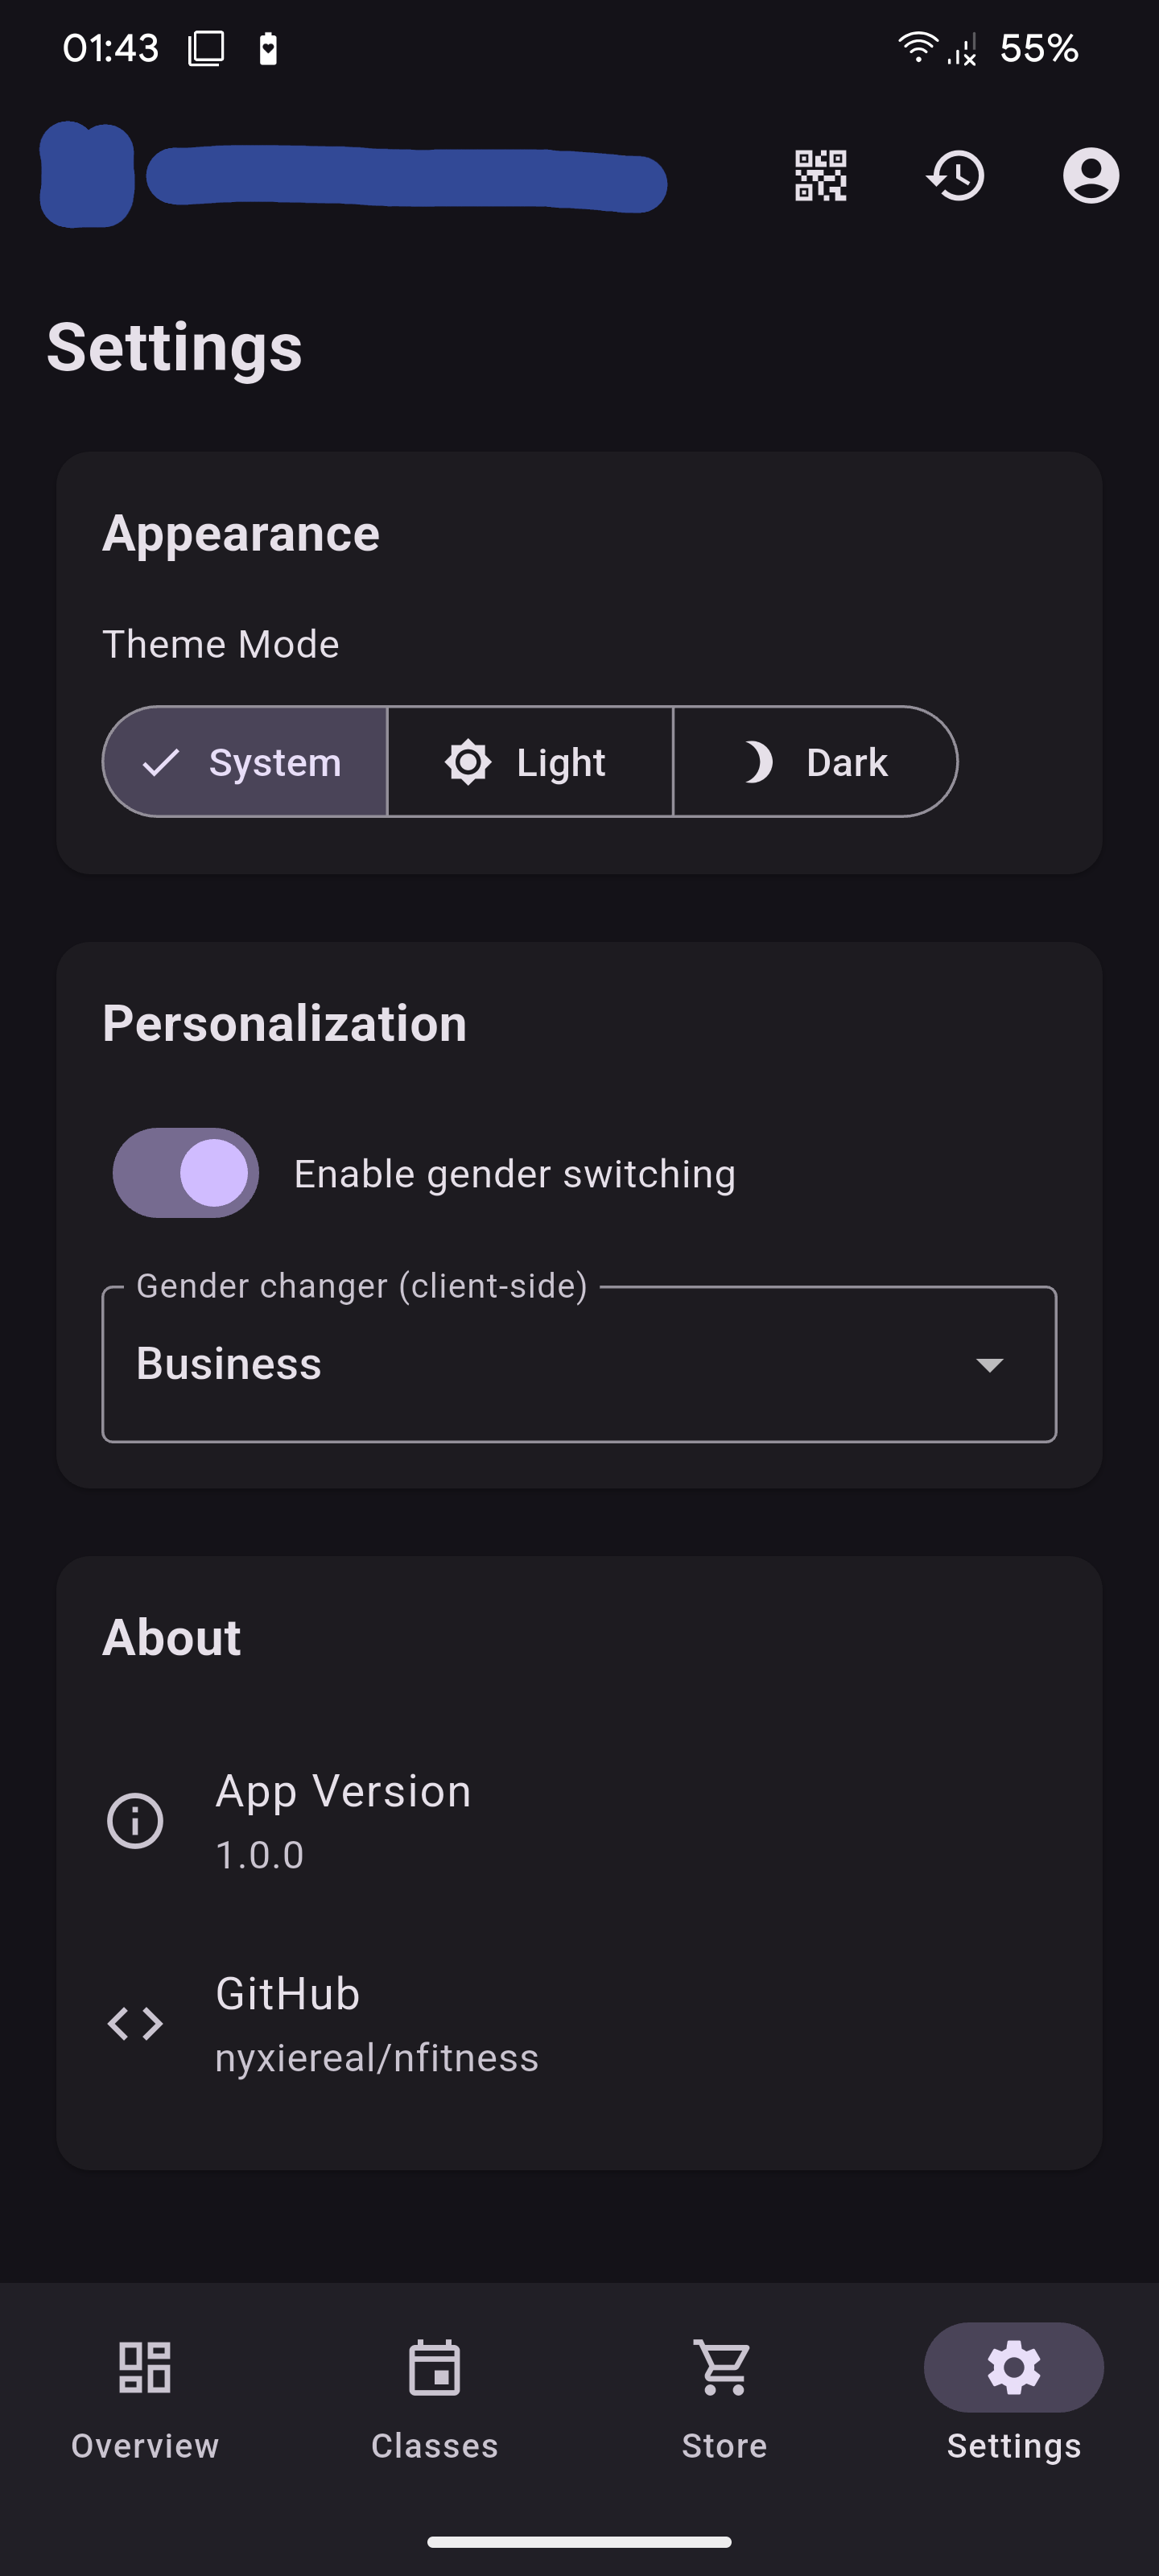 01:43 55%
Settings
Appearance
Theme Mode
System Light Dark
Personalization
Enable gender switching
Gender changer (client-side)
Business
About
App Version
1.0.0
GitHub
nyxiereal/nfitness
Overview Classes Store Settings